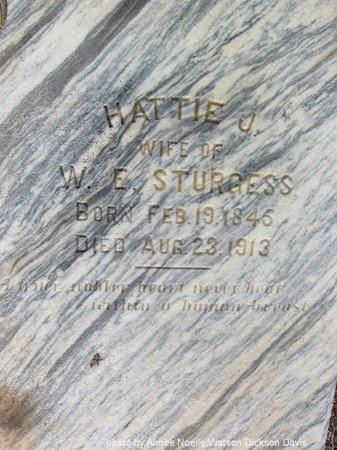 HATTIE J.
WIFE OF
W. E. STURGESS,
BORN FEB. 19, 1845
DIED AUG. 23, 1913
nobler heart never beat
within a human breast
photo by Aimee Noelle Watson Dickson Davis